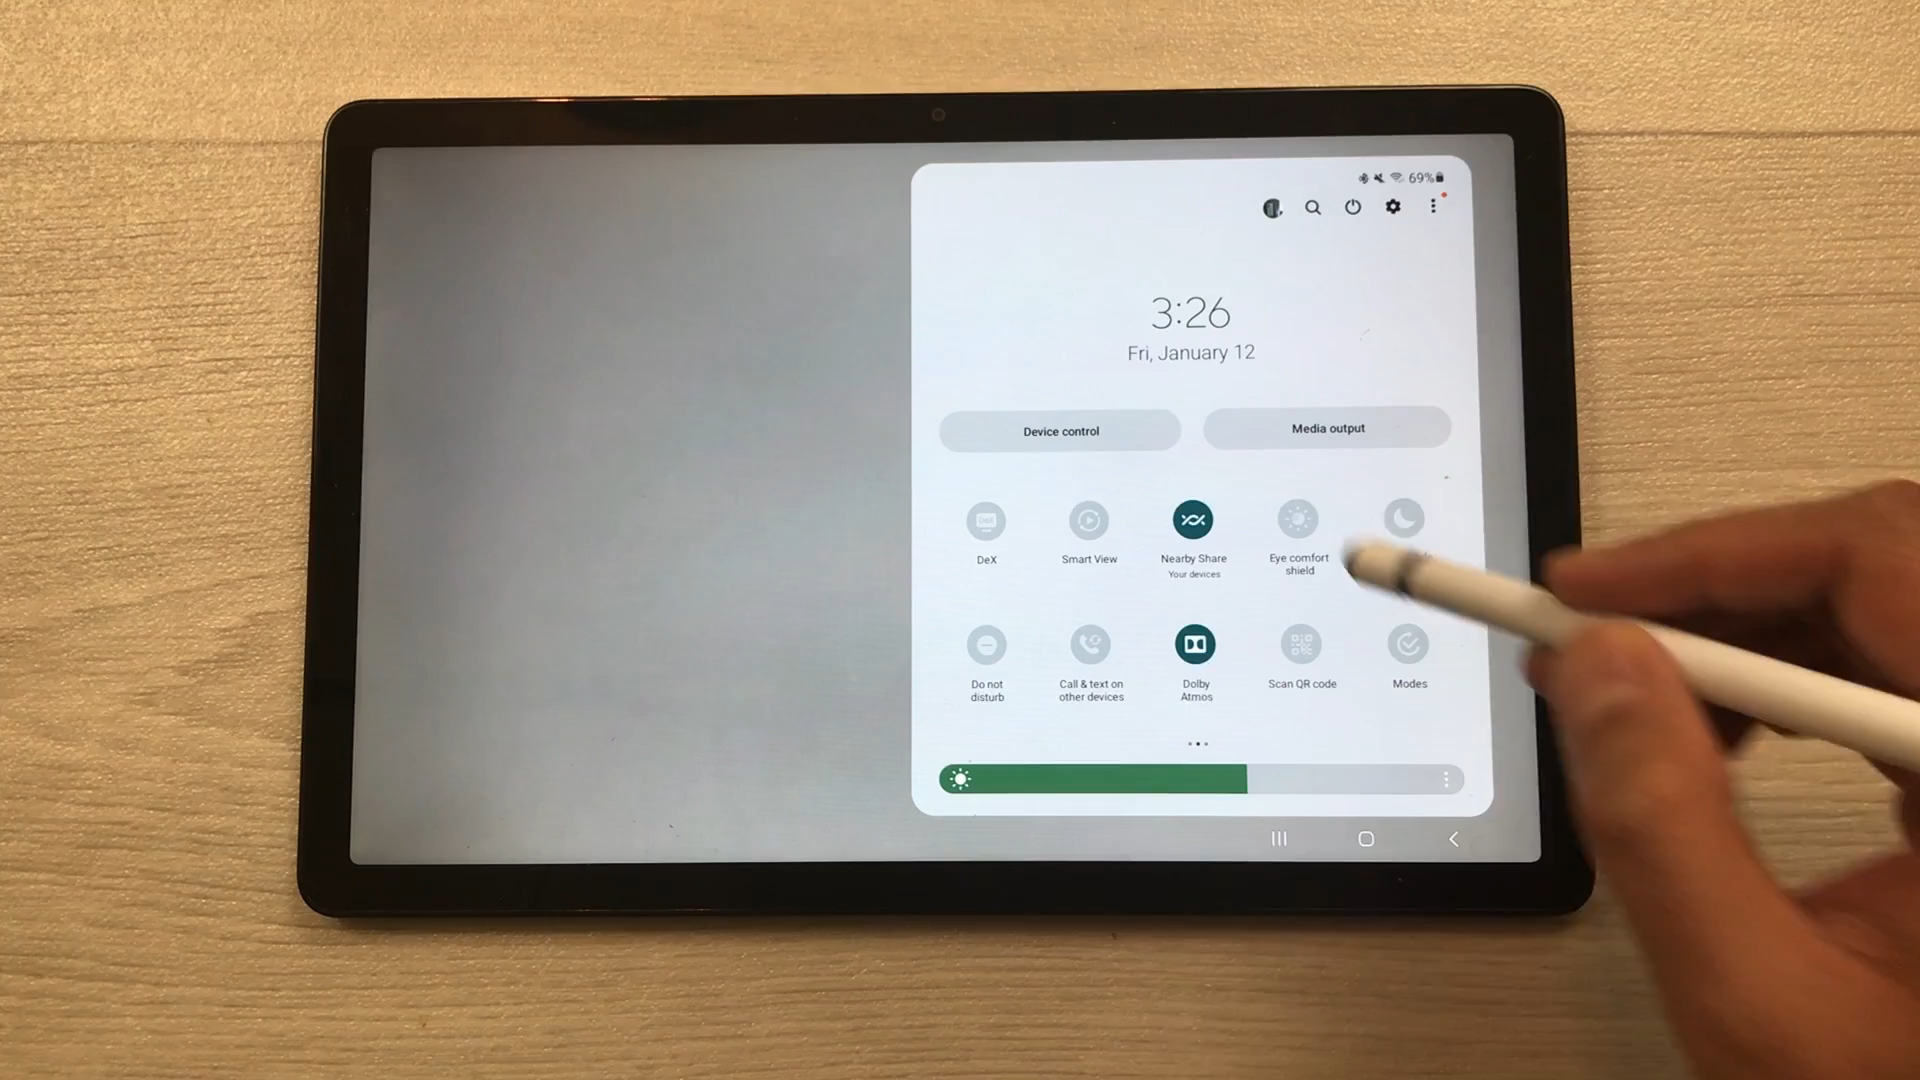 69%
3:26
Fri, January 12
Device control
Media output
DeX
DeX
Smart View
Nearby Share
Your devices
Eye comfort
shield
Do not
disturb
Call & text on
other devices
Dolby
Atmos
Scan QR code
Modes